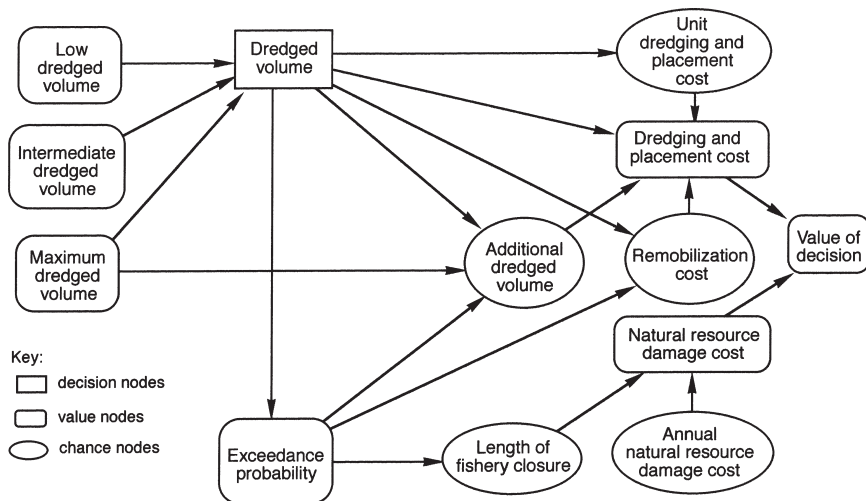 Low
dredged
volume
Dredged
volume
Unit
dredging and
placement
cost
Intermediate
dredged
volume
Dredging and
placement cost
Maximum
dredged
volume
Additional
dredged
volume
Remobilization
cost
Value of
decision
Natural resource
damage cost
Key:
decision nodes
value nodes
chance nodes
Exceedance
probability
Length of
fishery closure
Annual
natural resource
damage cost